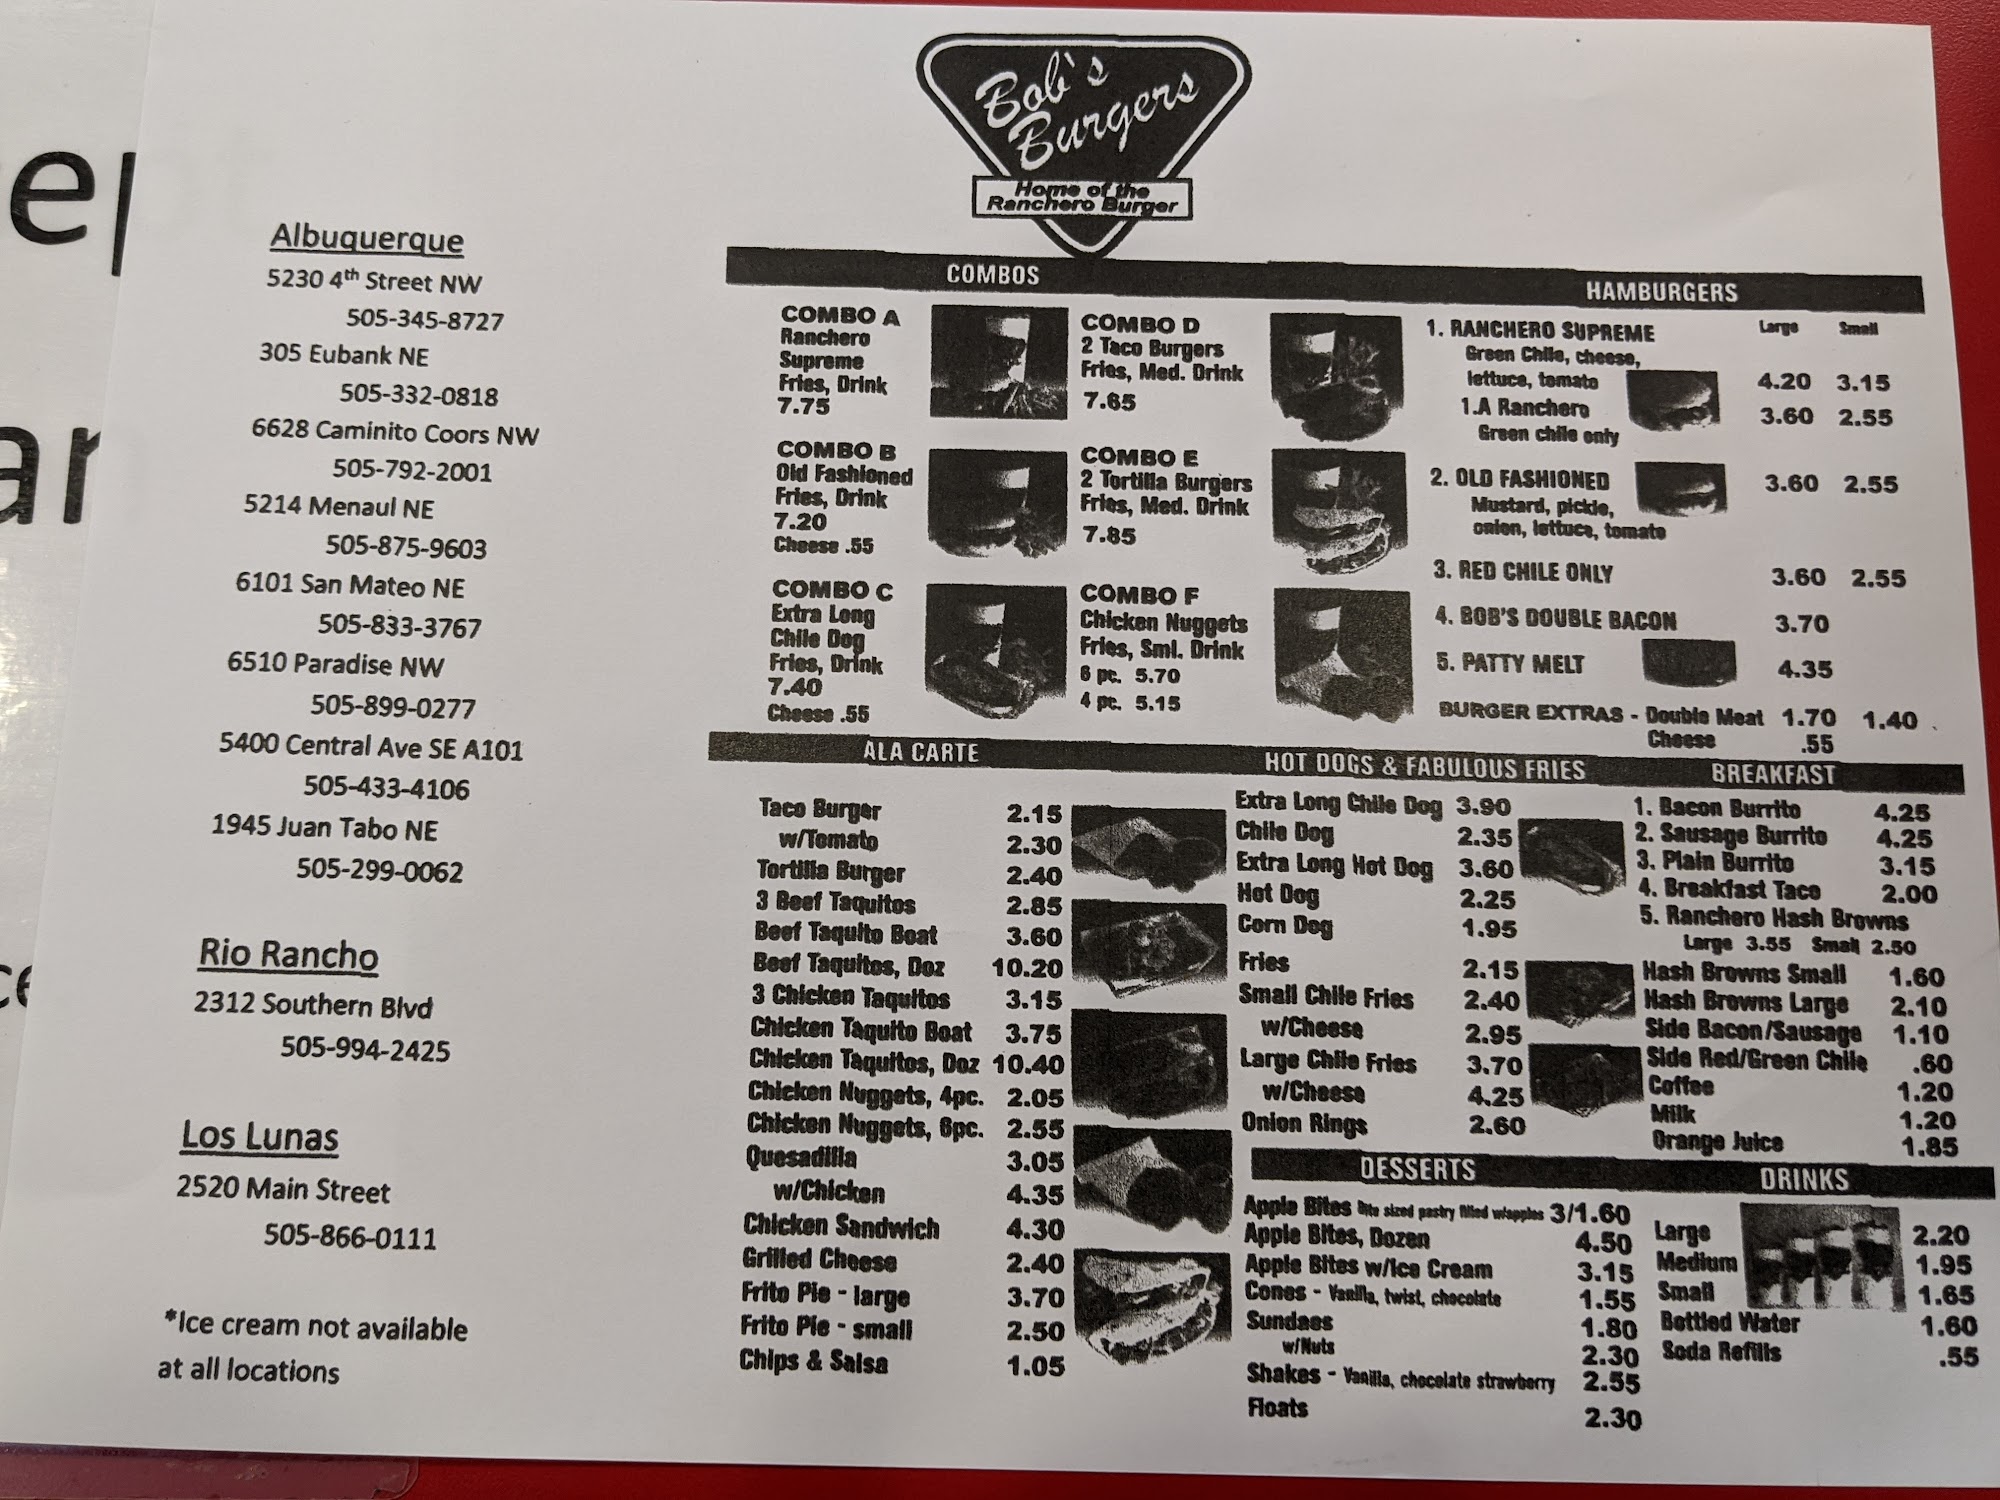 ep
ar
ce
Bob's
Burgers
Home of the
Ranchero Burger
Albuquerque
5230 4th Street NW
505-345-8727
305 Eubank NE
505-332-0818
6628 Caminito Coors NW
505-792-2001
5214 Menaul NE
505-875-9603
6101 San Mateo NE
505-833-3767
6510 Paradise NW
505-899-0277
5400 Central Ave SE A101
505-433-4106
1945 Juan Tabo NE
505-299-0062
Rio Rancho
2312 Southern Blvd
505-994-2425
Los Lunas
2520 Main Street
505-866-0111
*Ice cream not available
at all locations
COMBOS
COMBO A
Ranchero
Supreme
Fries, Drink
7.75
COMBO B
Old Fashioned
Fries, Drink
7.20
Cheese .55
COMBO C
Extra Long
Chile Dog
Fries, Drink
7.40
Cheese .55
COMBO D
2 Taco Burgers
Fries, Med. Drink
7.65
COMBO E
2 Tortilla Burgers
Fries, Med. Drink
7.85
COMBO F
Chicken Nuggets
Fries, Sml. Drink
6 pc. 5.70
4 pc. 5.15
HAMBURGERS
Large Small
1. RANCHERO SUPREME
Green Chile, cheese,
lettuce, tomato 4.20 3.15
1.A Ranchero 3.60 2.55
Green chile only
2. OLD FASHIONED 3.60 2.55
Mustard, pickle,
onion, lettuce, tomato
3. RED CHILE ONLY 3.60 2.55
4. BOB'S DOUBLE BACON 3.70
5. PATTY MELT 4.35
BURGER EXTRAS - Double Meat 1.70 1.40
Cheese .55
ALA CARTE
Taco Burger 2.15
w/Tomato 2.30
Tortilla Burger 2.40
3 Beef Taquitos 2.85
Beef Taquito Boat 3.60
Beef Taquitos, Doz 10.20
3 Chicken Taquitos 3.15
Chicken Taquito Boat 3.75
Chicken Taquitos, Doz 10.40
Chicken Nuggets, 4pc. 2.05
Chicken Nuggets, 6pc. 2.55
Quesadilla 3.05
w/Chicken 4.35
Chicken Sandwich 4.30
Grilled Cheese 2.40
Frito Pie - large 3.70
Frito Pie - small 2.50
Chips & Salsa 1.05
HOT DOGS & FABULOUS FRIES
Extra Long Chile Dog 3.90
Chile Dog 2.35
Extra Long Hot Dog 3.60
Hot Dog 2.25
Corn Dog 1.95
Fries 2.15
Small Chile Fries 2.40
w/Cheese 2.95
Large Chile Fries 3.70
w/Cheese 4.25
Onion Rings 2.60
BREAKFAST
1. Bacon Burrito 4.25
2. Sausage Burrito 4.25
3. Plain Burrito 3.15
4. Breakfast Taco 2.00
5. Ranchero Hash Browns
Large 3.55 Small 2.50
Hash Browns Small 1.60
Hash Browns Large 2.10
Side Bacon/Sausage 1.10
Side Red/Green Chile .60
Coffee 1.20
Milk 1.20
Orange Juice 1.85
DESSERTS
Apple Bites Bite sized pastry filled w/apples 3/1.60
Apple Bites, Dozen 4.50
Apple Bites w/Ice Cream 3.15
Cones - Vanilla, twist, chocolate 1.55
Sundaes 1.80
w/Nuts 2.30
Shakes - Vanilla, chocolate strawberry 2.55
Floats 2.30
DRINKS
Large 2.20
Medium 1.95
Small 1.65
Bottled Water 1.60
Soda Refills .55